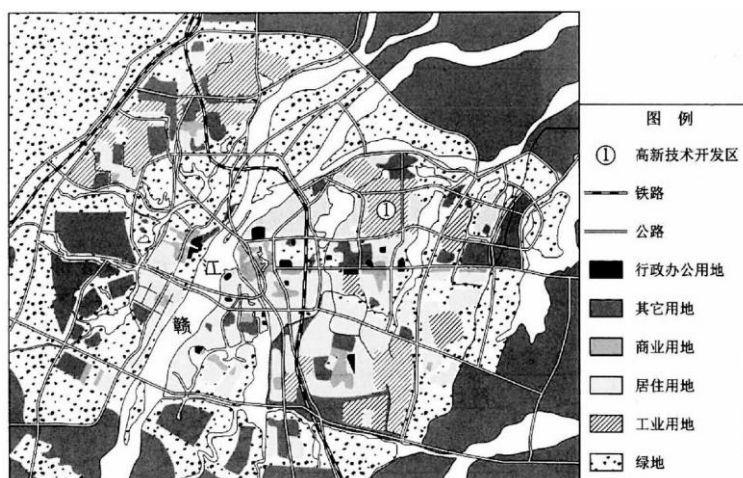 江
赣
①
图 例
① 高新技术开发区
铁路
公路
行政办公用地
其它用地
商业用地
居住用地
工业用地
绿地